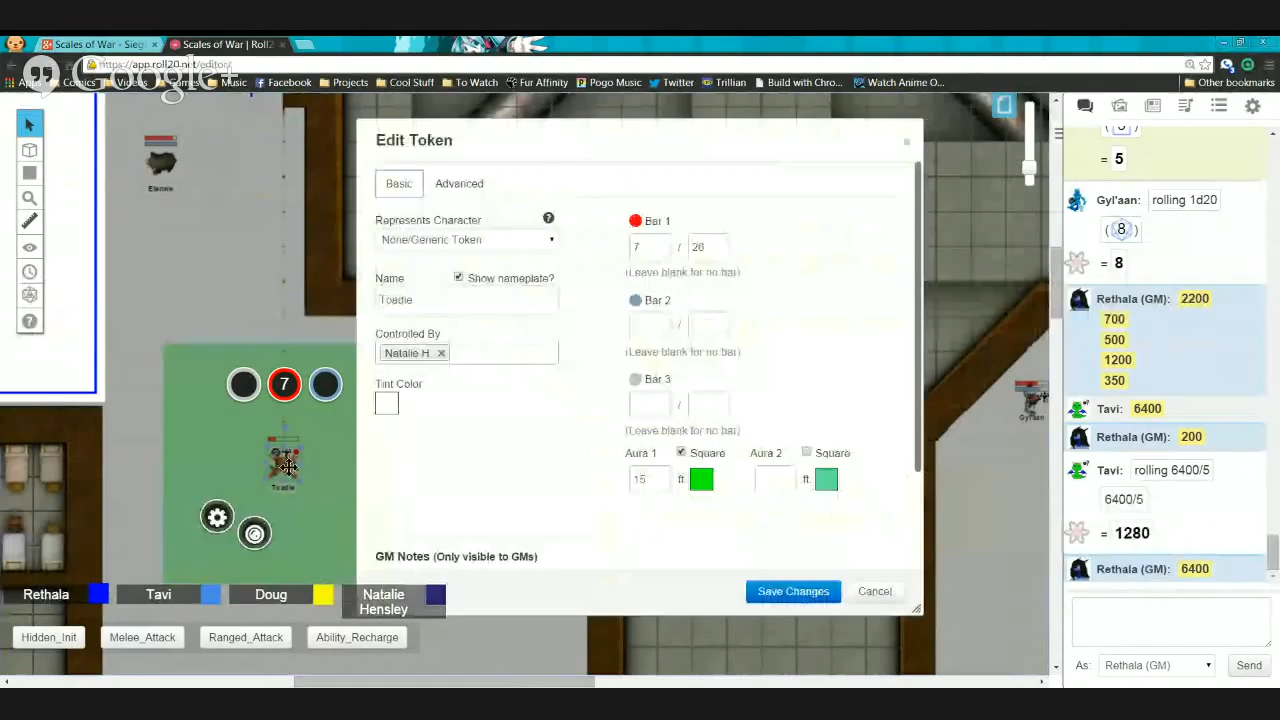 Scales of War - Sieg
Scales of War | Roll2
https://app.roll20.net/editor/
Google+
Apps
Comics
Videos
Games
Music
Facebook
Projects
Cool Stuff
To Watch
Fur Affinity
Pogo Music
Twitter
Trillian
Build with Chro...
Watch Anime O...
Other bookmarks
Edit Token
Basic
Advanced
Represents Character
None/Generic Token
Name
Show nameplate?
Toadie
Controlled By
Natalie H
Tint Color
Bar 1
7 / 26
(Leave blank for no bar)
Bar 2
/
(Leave blank for no bar)
Bar 3
/
(Leave blank for no bar)
Aura 1
Square
Aura 2
Square
15 ft.
ft.
GM Notes (Only visible to GMs)
Save Changes
Cancel
7
Toadie
Gyl'aan
Rethala
Tavi
Doug
Natalie
Hensley
Hidden_Init
Melee_Attack
Ranged_Attack
Ability_Recharge
= 5
Gyl'aan: rolling 1d20
( 8 )
= 8
Rethala (GM): 2200
700
500
1200
350
Tavi: 6400
Rethala (GM): 200
Tavi: rolling 6400/5
6400/5
= 1280
Rethala (GM): 6400
As: Rethala (GM)
Send